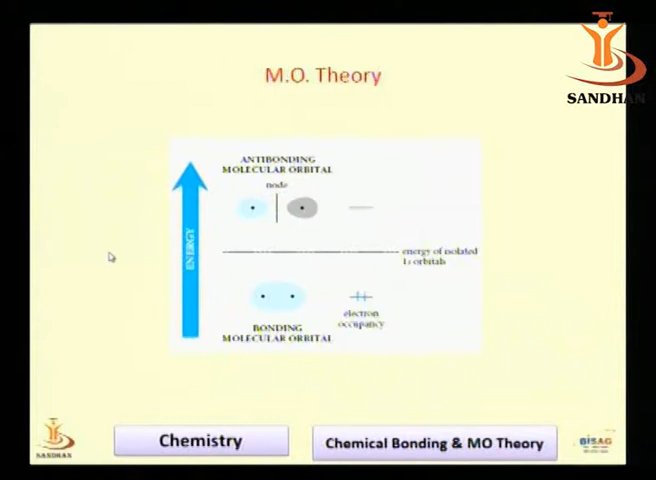 SANDHAN
M.O. Theory
ANTIBONDING
MOLECULAR ORBITAL
node
ENERGY
energy of isolated
1s orbitals
electron
occupancy
BONDING
MOLECULAR ORBITAL
SANDHAN
Chemistry
Chemical Bonding & MO Theory
BISAG